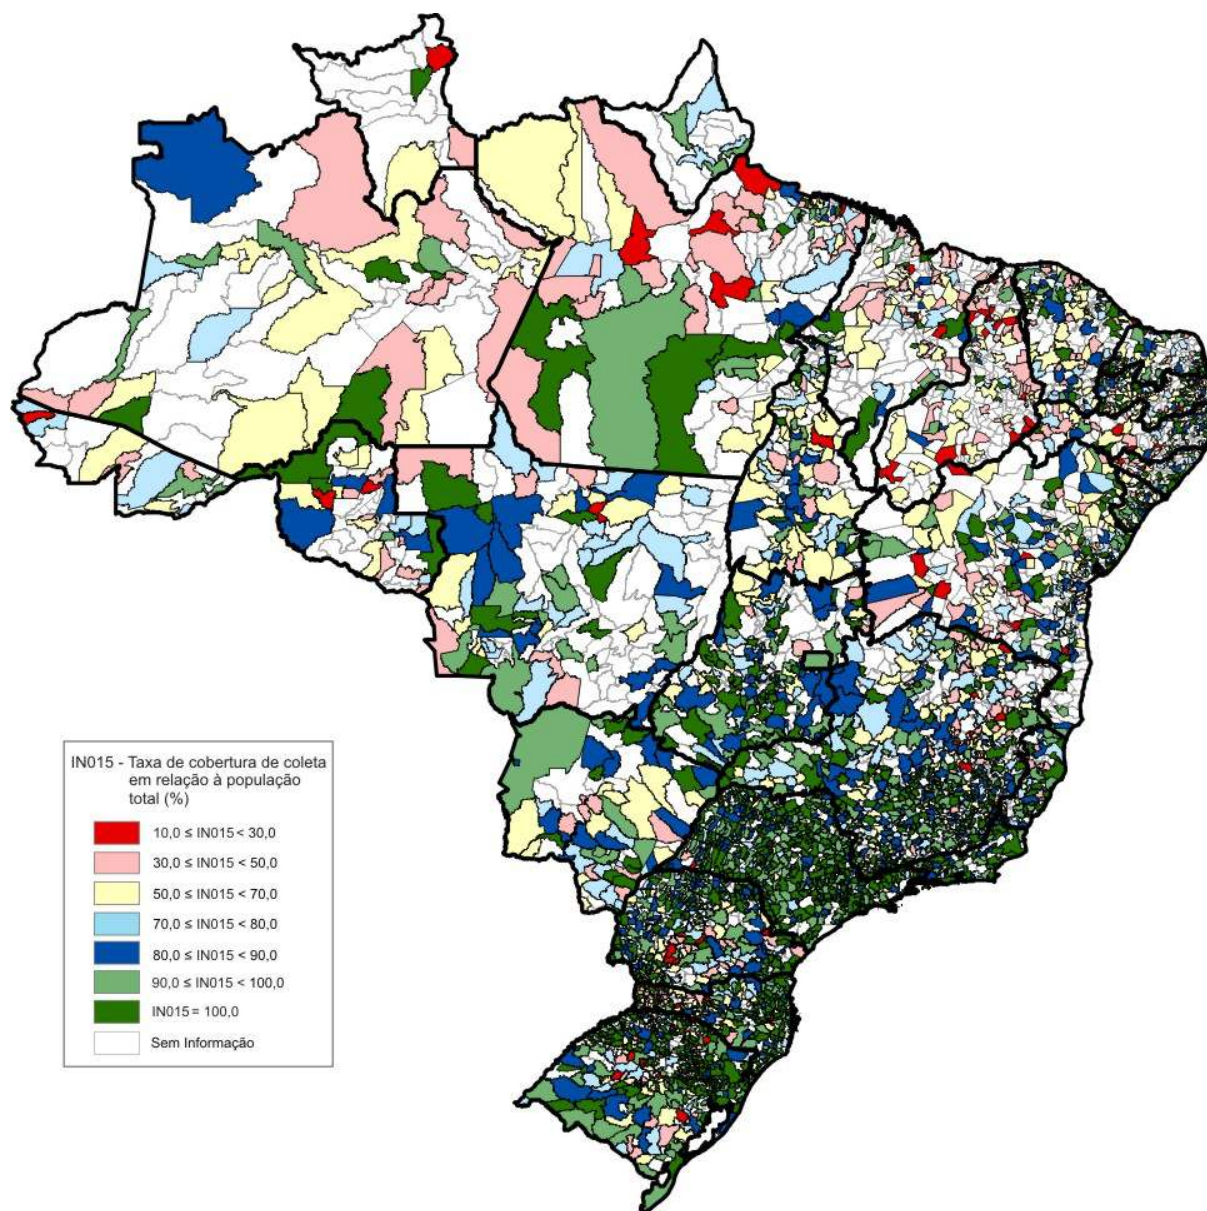 IN015 - Taxa de cobertura de coleta
em relação à população
total (%)
10,0 ≤ IN015 < 30,0
30,0 ≤ IN015 < 50,0
50,0 ≤ IN015 < 70,0
70,0 ≤ IN015 < 80,0
80,0 ≤ IN015 < 90,0
90,0 ≤ IN015 < 100,0
IN015 = 100,0
Sem Informação